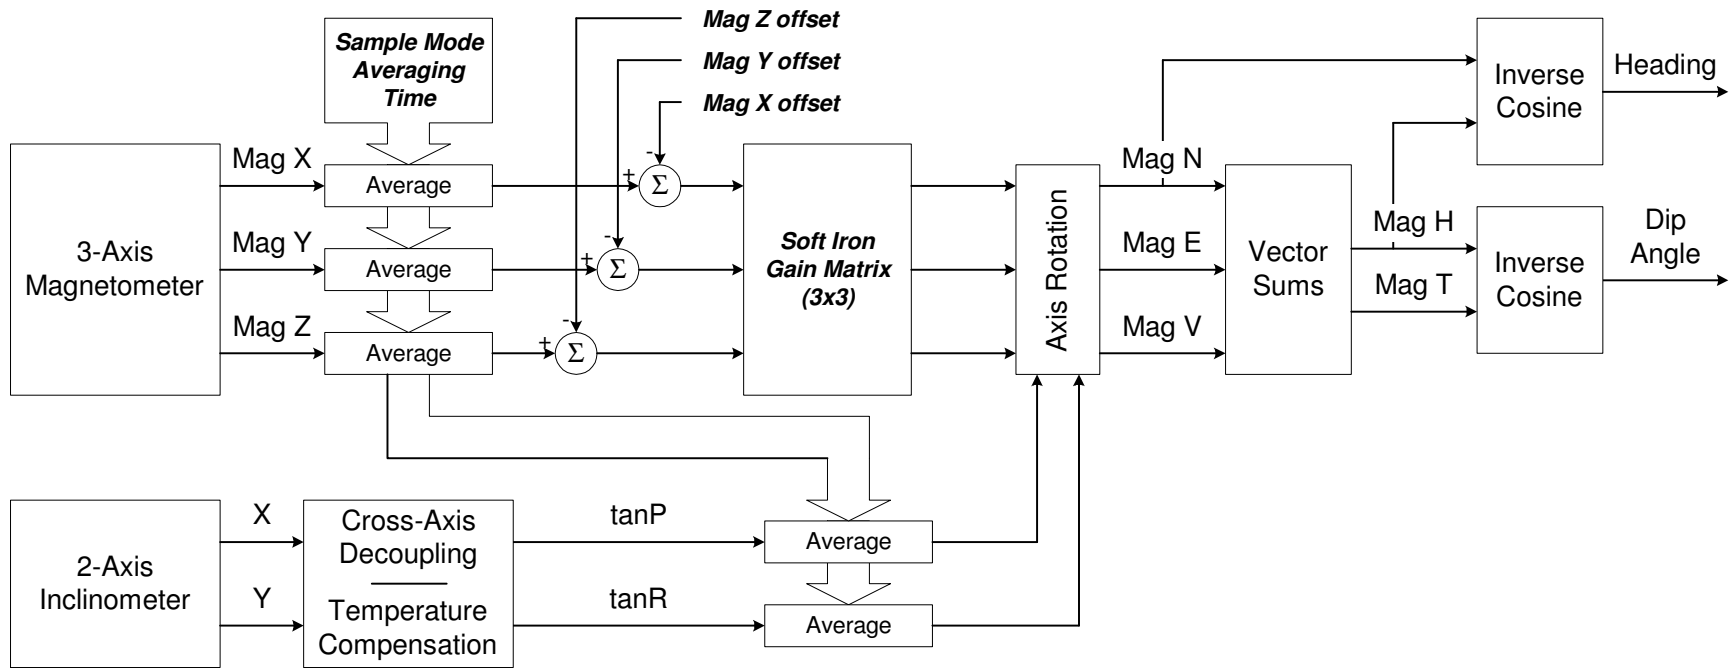 Sample Mode
Averaging
Time
Mag Z offset
Mag Y offset
Mag X offset
Inverse
Cosine
Heading
3-Axis
Magnetometer
Mag X
Average
+
-
Σ
Mag Y
Average
+
-
Σ
Mag Z
Average
+
-
Σ
Soft Iron
Gain Matrix
(3x3)
Axis Rotation
Mag N
Mag E
Mag V
Vector
Sums
Mag H
Mag T
Inverse
Cosine
Dip
Angle
2-Axis
Inclinometer
X
Y
Cross-Axis
Decoupling
Temperature
Compensation
tanP
Average
tanR
Average